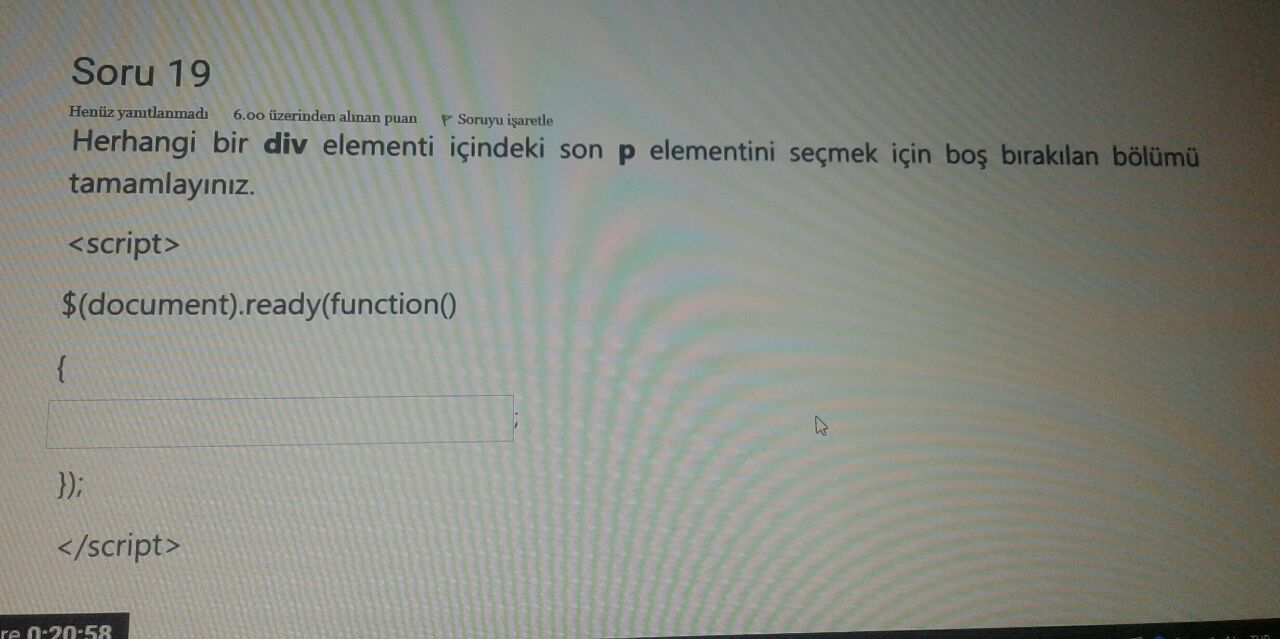 Soru 19
Henüz yanıtlanmadı 6.00 üzerinden alınan puan Soruyu işaretle
Herhangi bir div elementi içindeki son p elementini seçmek için boş bırakılan bölümü
tamamlayınız.
<script>
$(document).ready(function()
{
;
});
</script>
re 0:20:58